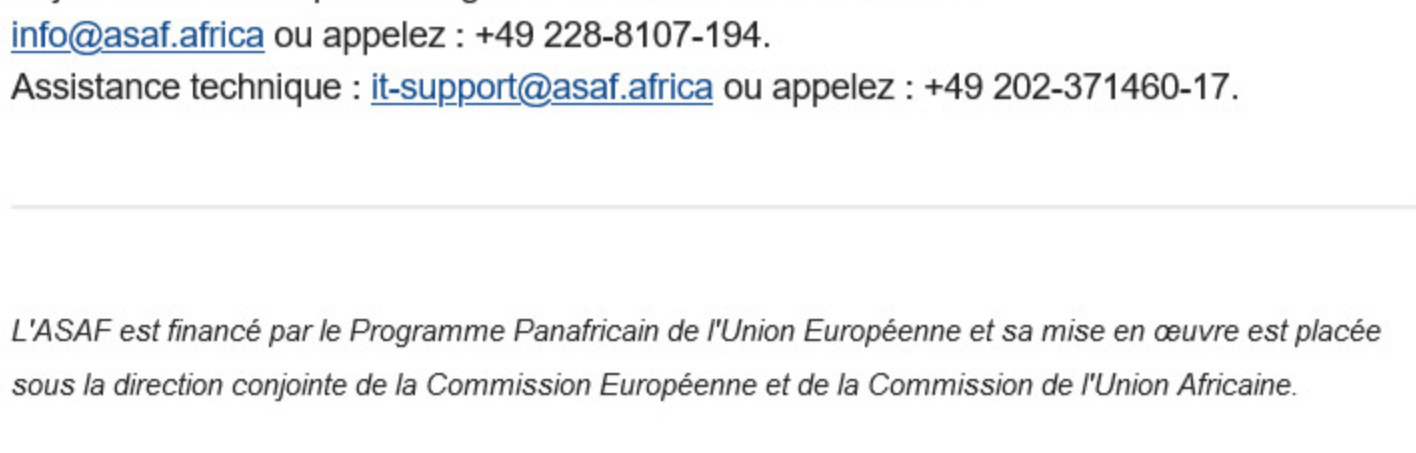 info@asaf.africa ou appelez : +49 228-8107-194.
Assistance technique : it-support@asaf.africa ou appelez : +49 202-371460-17.
L'ASAF est financé par le Programme Panafricain de l'Union Européenne et sa mise en œuvre est placée
sous la direction conjointe de la Commission Européenne et de la Commission de l'Union Africaine.